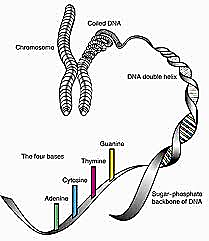 Coiled DNA
Chromosome
DNA double helix
Guanine
The four bases
Thymine
Cytosine
Adenine
Sugar-phosphate
backbone of DNA